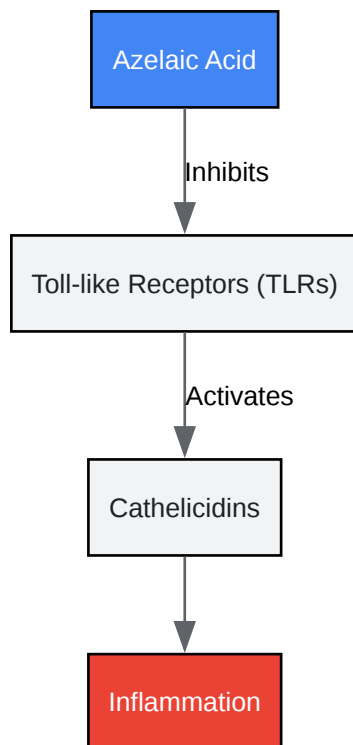 Azelaic Acid
Inhibits
Toll-like Receptors (TLRs)
Activates
Cathelicidins
Inflammation